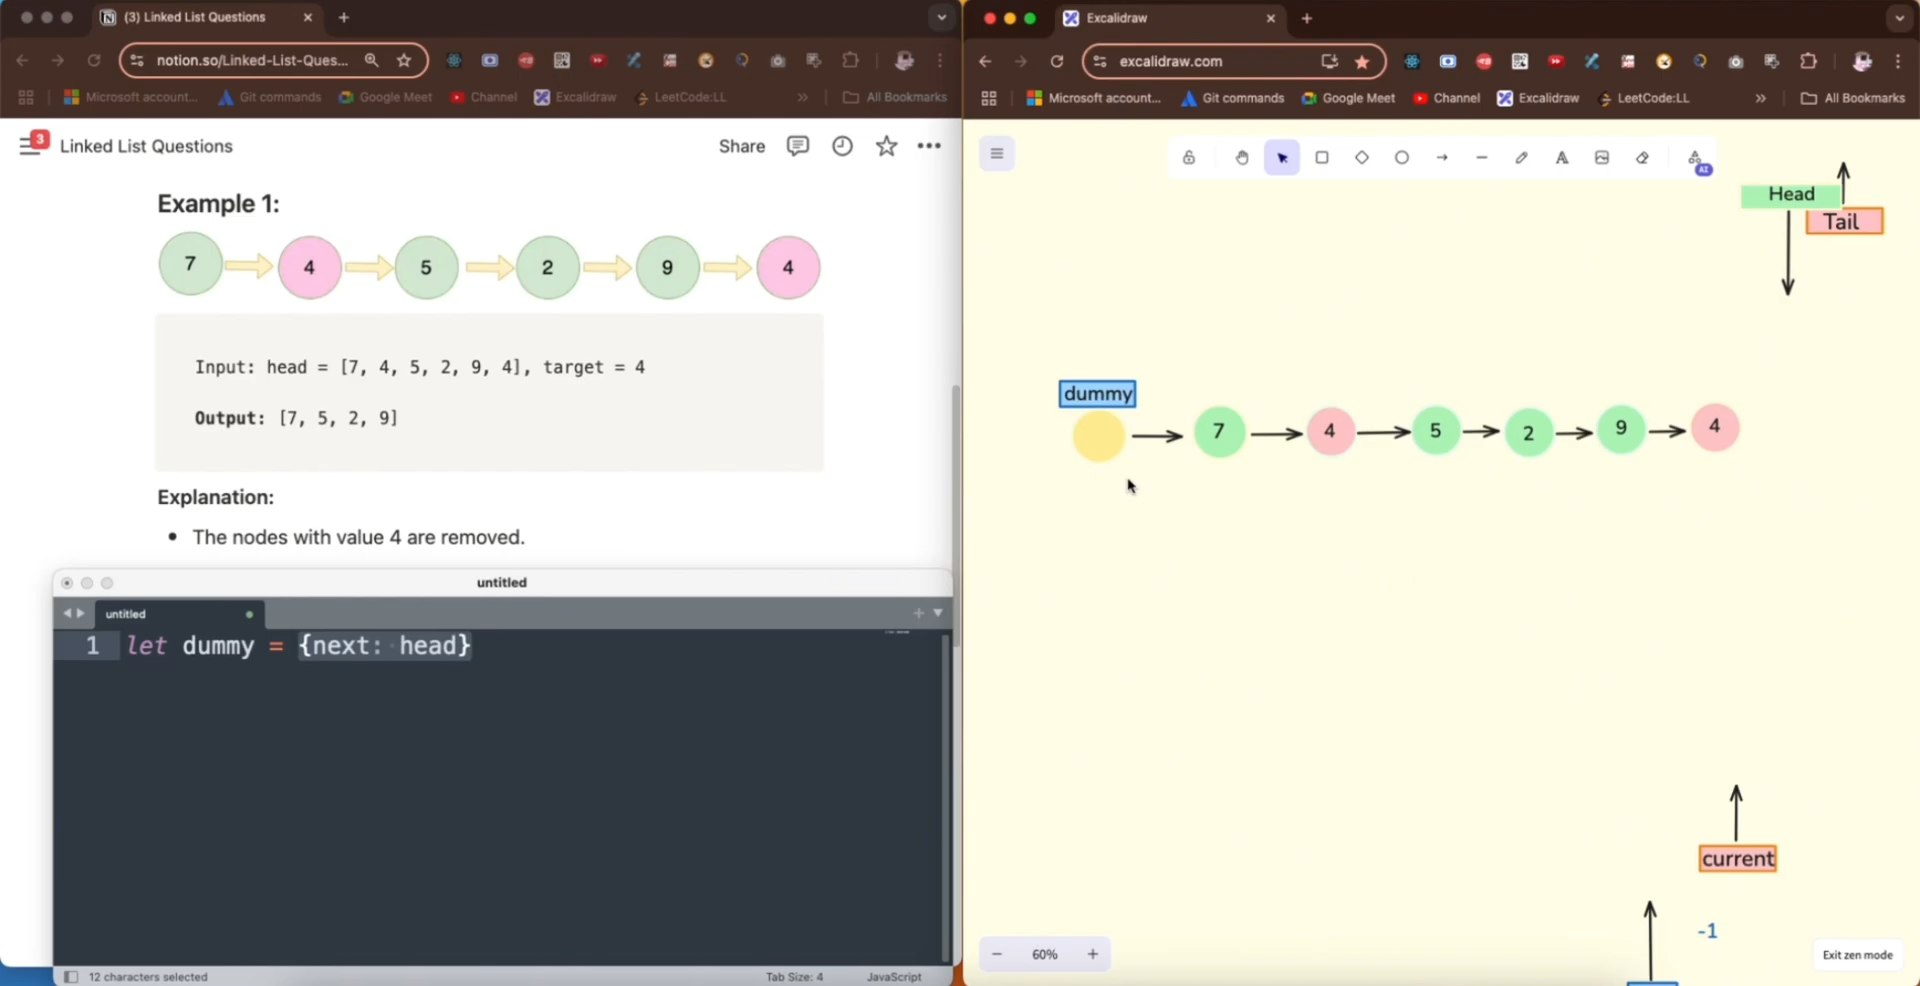 (3) Linked List Questions
notion.so/Linked-List-Ques...
Microsoft account...
Git commands
Google Meet
Channel
Excalidraw
LeetCode:LL
»
All Bookmarks
3
Linked List Questions
Share
Example 1:
7 4 5 2 9 4
Input: head = [7, 4, 5, 2, 9, 4], target = 4
Output: [7, 5, 2, 9]
Explanation:
• The nodes with value 4 are removed.
untitled
untitled
1 let dummy = {next: head}
12 characters selected
Tab Size: 4
JavaScript
Excalidraw
excalidraw.com
Microsoft account...
Git commands
Google Meet
Channel
Excalidraw
LeetCode:LL
»
All Bookmarks
A
AI
Head
Tail
dummy
7 4 5 2 9 4
current
-1
− 60% +
Exit zen mode